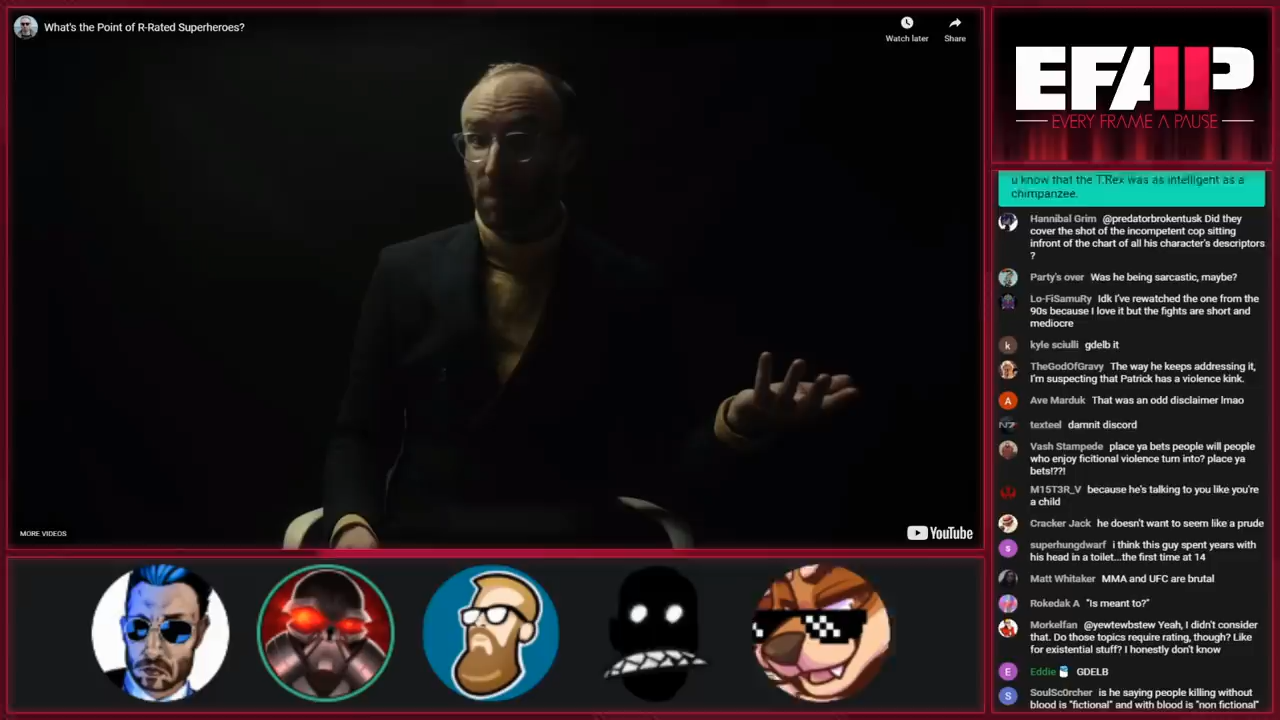 What's the Point of R-Rated Superheroes?
Watch later
Share
MORE VIDEOS
YouTube
EFAP
EVERY FRAME A PAUSE
u know that the T.Rex was as intelligent as a
chimpanzee.
Hannibal Grim @predatorbrokentusk Did they
cover the shot of the incompetent cop sitting
infront of the chart of all his character's descriptors
?
Party's over Was he being sarcastic, maybe?
Lo-FiSamuRy Idk I've rewatched the one from the
90s because I love it but the fights are short and
mediocre
k
kyle sciulli gdelb it
TheGodOfGravy The way he keeps addressing it,
I'm suspecting that Patrick has a violence kink.
A
Ave Marduk That was an odd disclaimer lmao
N7
texteel damnit discord
Vash Stampede place ya bets people will people
who enjoy ficitional violence turn into? place ya
bets!??!
M15T3R_V because he's talking to you like you're
a child
Cracker Jack he doesn't want to seem like a prude
s
superhungdwarf i think this guy spent years with
his head in a toilet...the first time at 14
Matt Whitaker MMA and UFC are brutal
Rokedak A "is meant to?"
Morkelfan @yewtewbstew Yeah, I didn't consider
that. Do those topics require rating, though? Like
for existential stuff? I honestly don't know
E
Eddie GDELB
S
SoulSc0rcher is he saying people killing without
blood is "fictional" and with blood is "non fictional"